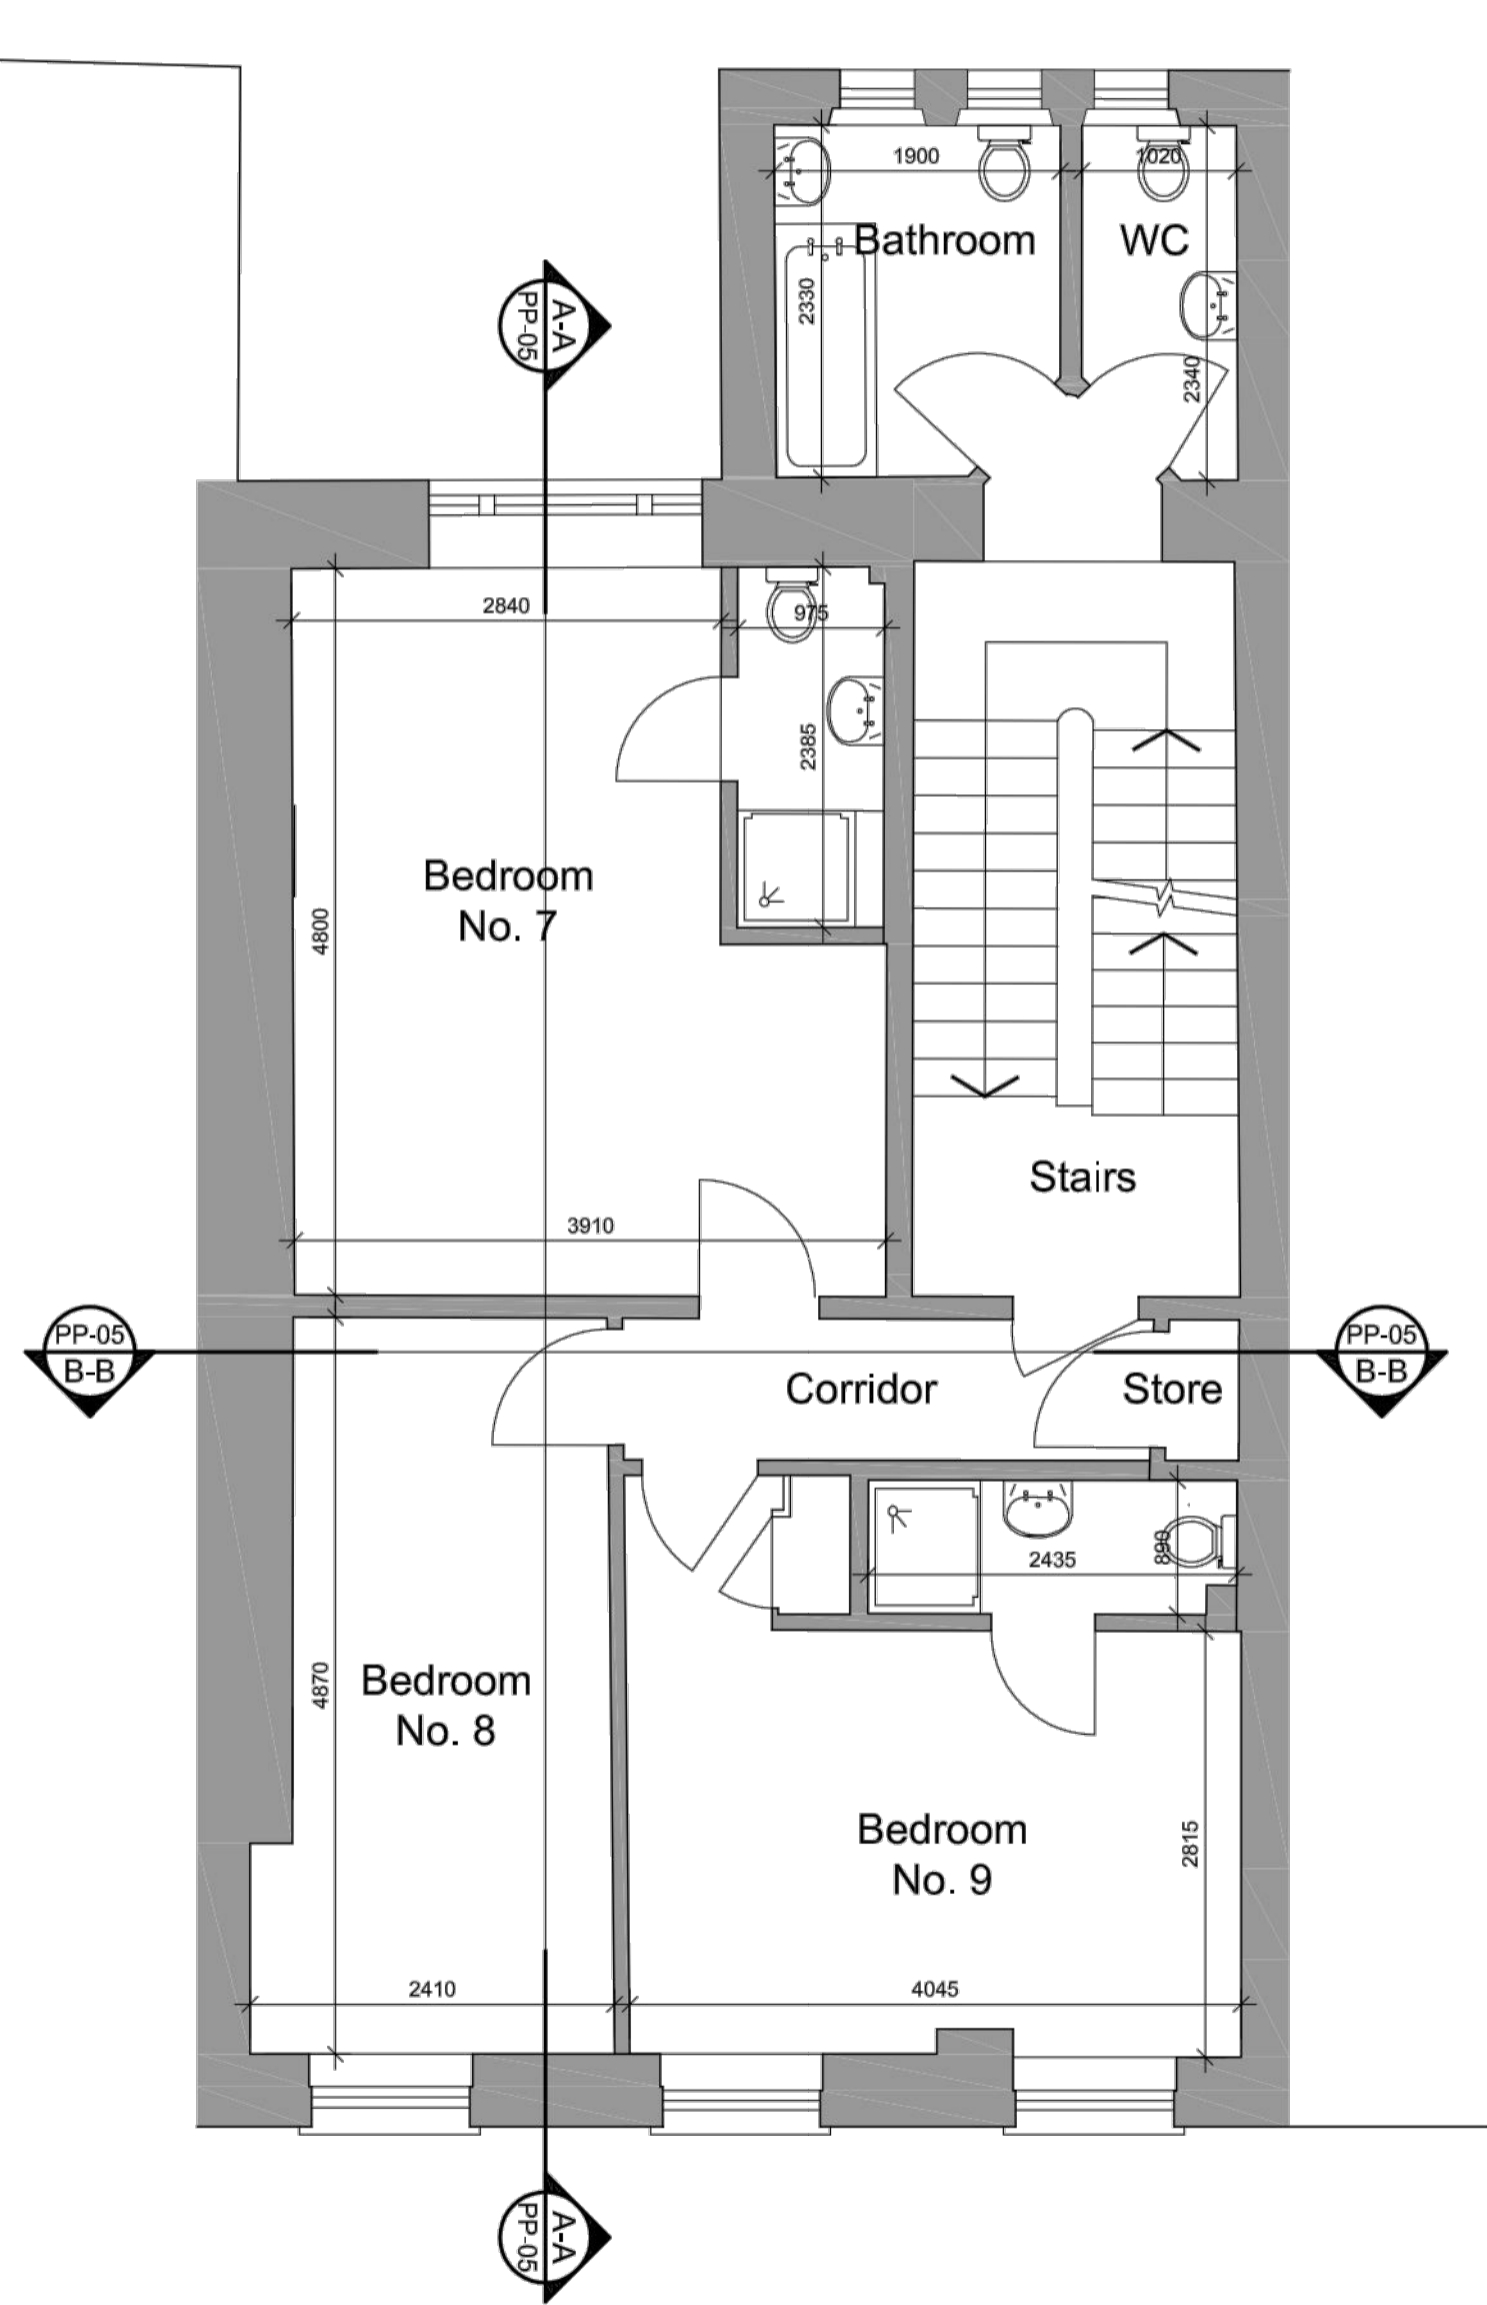 1900
1020
Bathroom
WC
2330
2340
A-A
PP-05
2840
975
2385
Bedroom
No. 7
4800
Stairs
3910
PP-05
B-B
Corridor
Store
PP-05
B-B
2435
890
4870
Bedroom
No. 8
Bedroom
No. 9
2815
2410
4045
A-A
PP-05